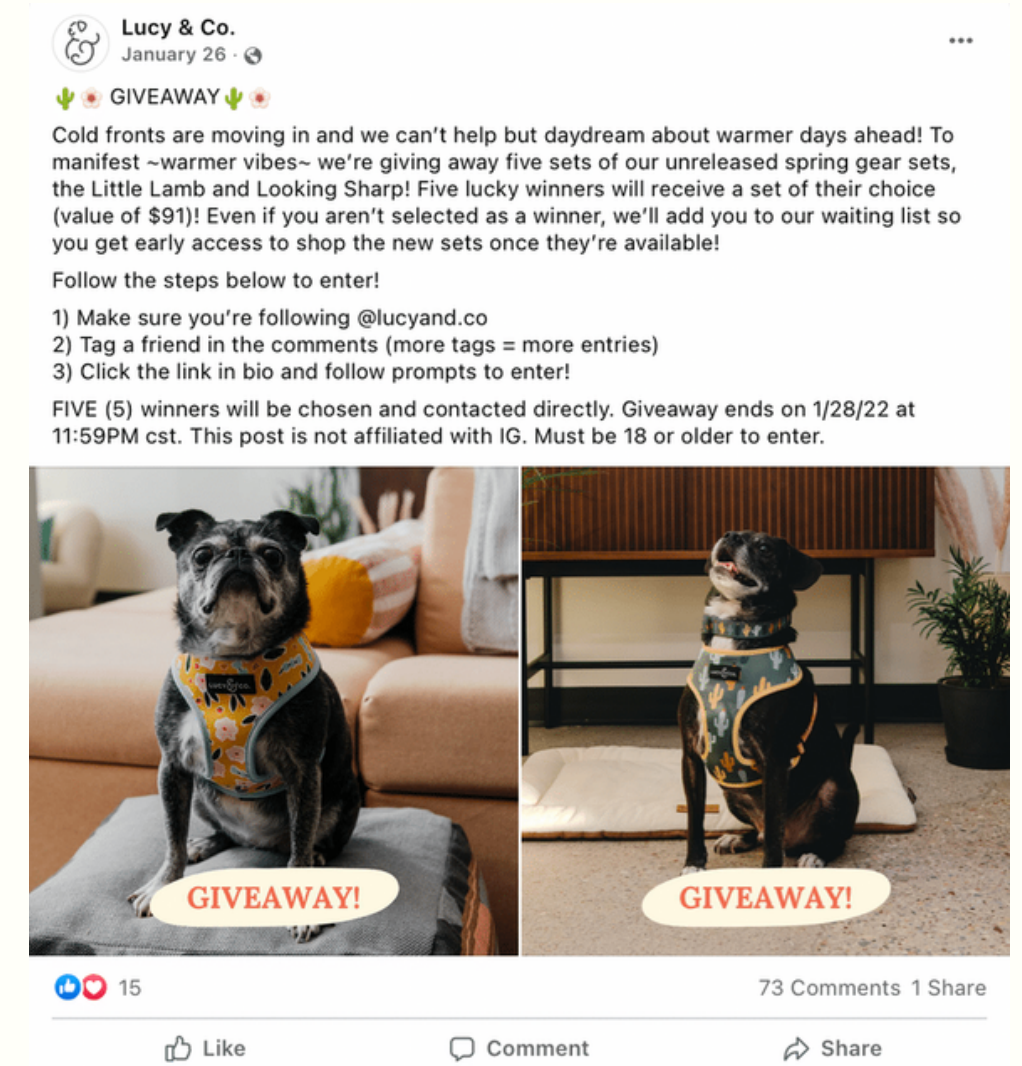 Lucy & Co.
January 26 ·
🌵🌸 GIVEAWAY🌵🌸
Cold fronts are moving in and we can't help but daydream about warmer days ahead! To
manifest ~warmer vibes~ we're giving away five sets of our unreleased spring gear sets,
the Little Lamb and Looking Sharp! Five lucky winners will receive a set of their choice
(value of $91)! Even if you aren't selected as a winner, we'll add you to our waiting list so
you get early access to shop the new sets once they're available!
Follow the steps below to enter!
1) Make sure you're following @lucyand.co
2) Tag a friend in the comments (more tags = more entries)
3) Click the link in bio and follow prompts to enter!
FIVE (5) winners will be chosen and contacted directly. Giveaway ends on 1/28/22 at
11:59PM cst. This post is not affiliated with IG. Must be 18 or older to enter.
LUCY & CO.
GIVEAWAY!
GIVEAWAY!
15
73 Comments 1 Share
Like
Comment
Share